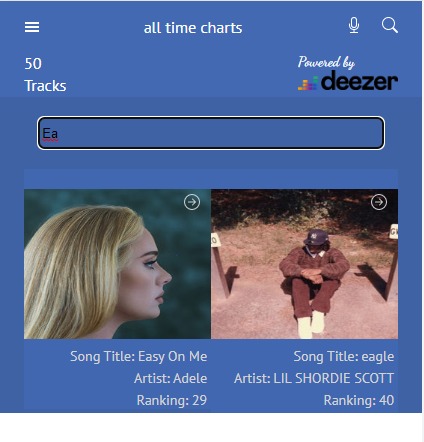 all time charts
50
Tracks
Powered by
deezer
Ea
Song Title: Easy On Me
Artist: Adele
Ranking: 29
Song Title: eagle
Artist: LIL SHORDIE SCOTT
Ranking: 40